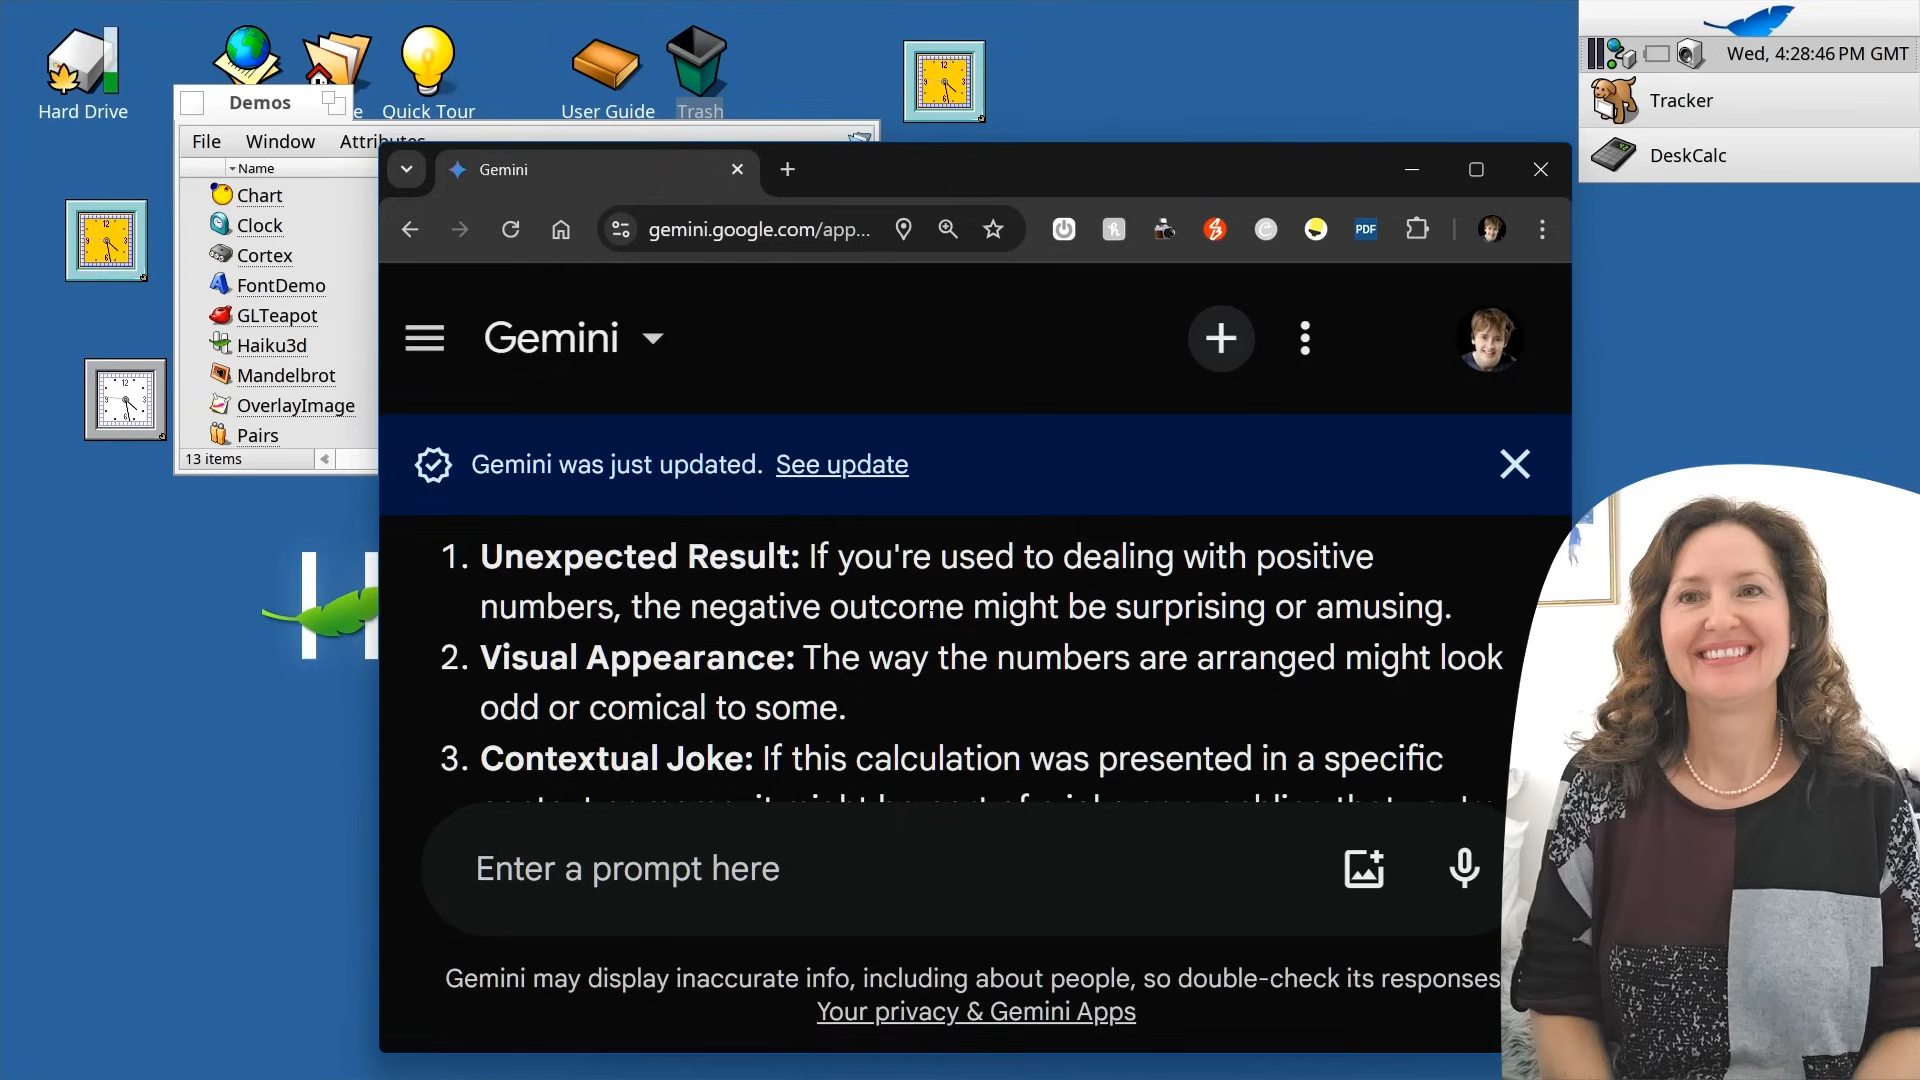 Hard Drive
Quick Tour
User Guide
Trash
Wed, 4:28:46 PM GMT
Tracker
DeskCalc
Demos
File Window Attributes
Name
Chart
Clock
Cortex
FontDemo
GLTeapot
Haiku3d
Mandelbrot
OverlayImage
Pairs
13 items
Gemini
gemini.google.com/app...
PDF
Gemini
Gemini was just updated. See update
1. Unexpected Result: If you're used to dealing with positive
numbers, the negative outcome might be surprising or amusing.
2. Visual Appearance: The way the numbers are arranged might look
odd or comical to some.
3. Contextual Joke: If this calculation was presented in a specific
Enter a prompt here
Gemini may display inaccurate info, including about people, so double-check its responses
Your privacy & Gemini Apps